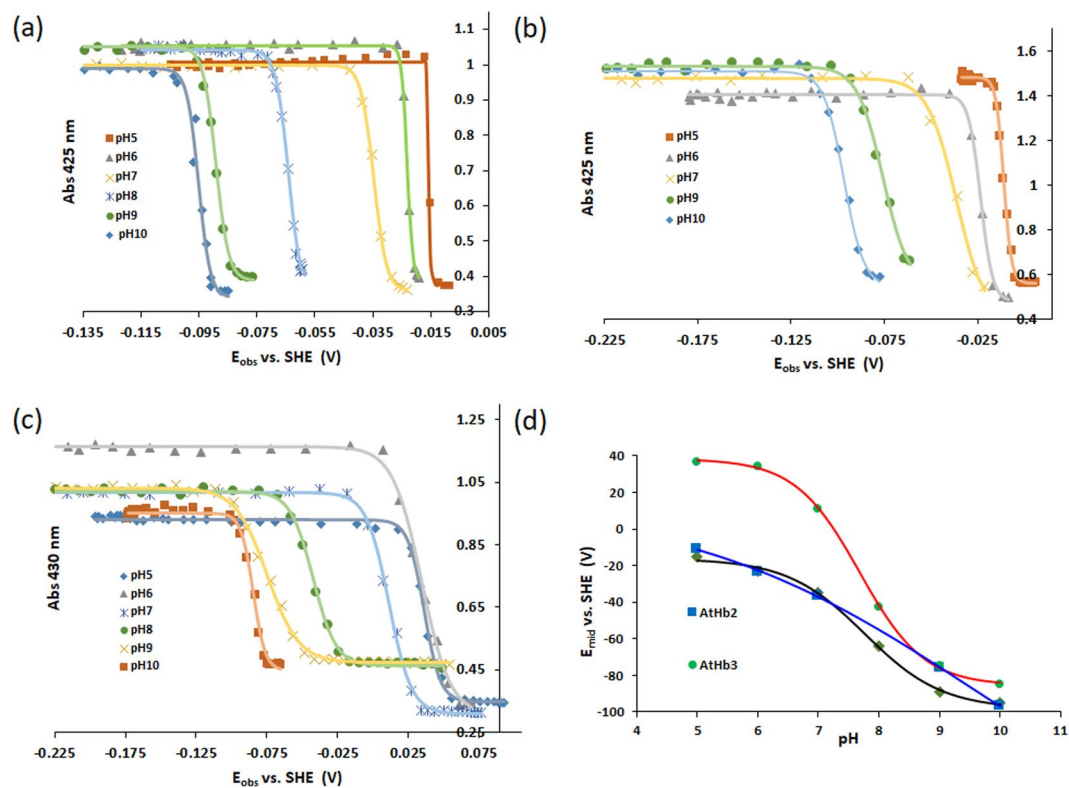 (a)
Abs 425 nm
1.1
1
0.9
0.8
0.7
0.6
0.5
0.4
0.3
pH5
pH6
pH7
pH8
pH9
pH10
-0.135 -0.115 -0.095 -0.075 -0.055 -0.035 -0.015 0.005
Eobs vs. SHE (V)
(b)
Abs 425 nm
1.6
1.4
1.2
1
0.8
0.6
0.4
pH5
pH6
pH7
pH9
pH10
-0.225 -0.175 -0.125 -0.075 -0.025
Eobs vs. SHE (V)
(c)
Abs 430 nm
1.25
1.05
0.85
0.65
0.45
0.25
pH5
pH6
pH7
pH8
pH9
pH10
-0.225 -0.175 -0.125 -0.075 -0.025 0.025 0.075
Eobs vs. SHE (V)
(d)
Emid vs. SHE (V)
40
20
0
-20
-40
-60
-80
-100
AtHb2
AtHb3
4 5 6 7 8 9 10 11
pH